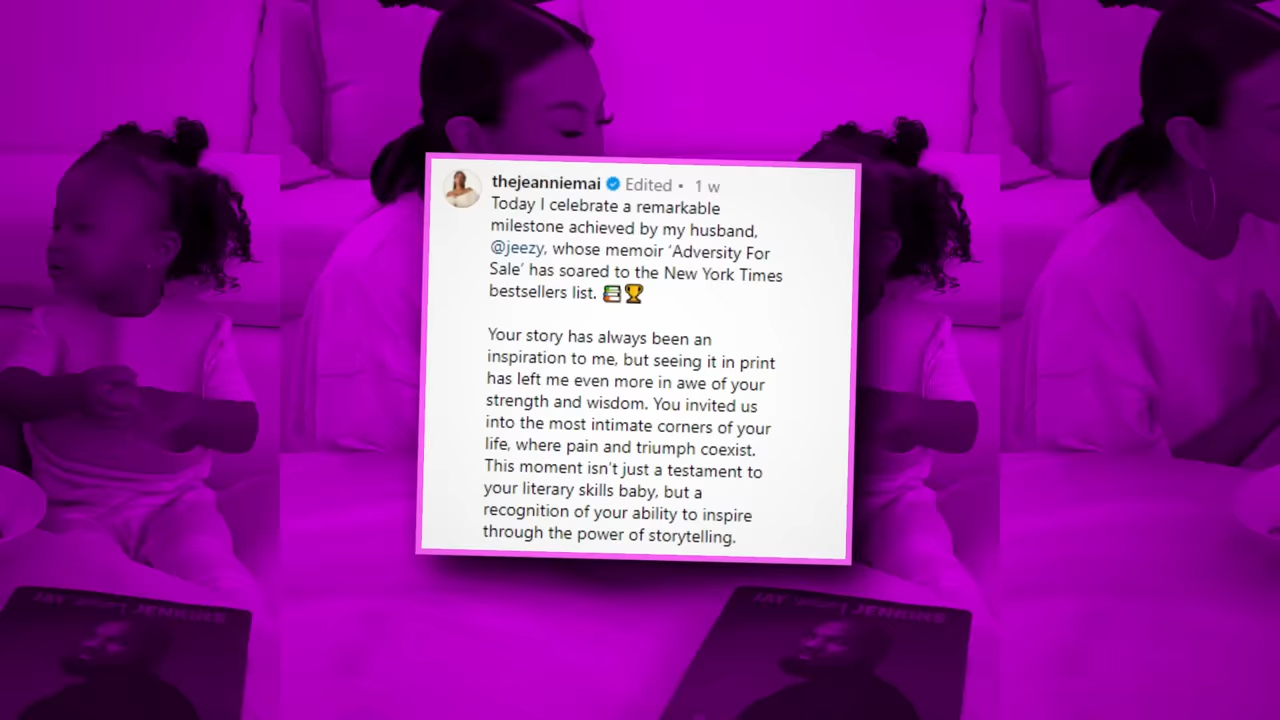 thejeanniemai Edited • 1 w
Today I celebrate a remarkable
milestone achieved by my husband,
@jeezy, whose memoir ‘Adversity For
Sale’ has soared to the New York Times
bestsellers list. 📚🏆
Your story has always been an
inspiration to me, but seeing it in print
has left me even more in awe of your
strength and wisdom. You invited us
into the most intimate corners of your
life, where pain and triumph coexist.
This moment isn't just a testament to
your literary skills baby, but a
recognition of your ability to inspire
through the power of storytelling.
JAY JENKINS
JAY JENKINS